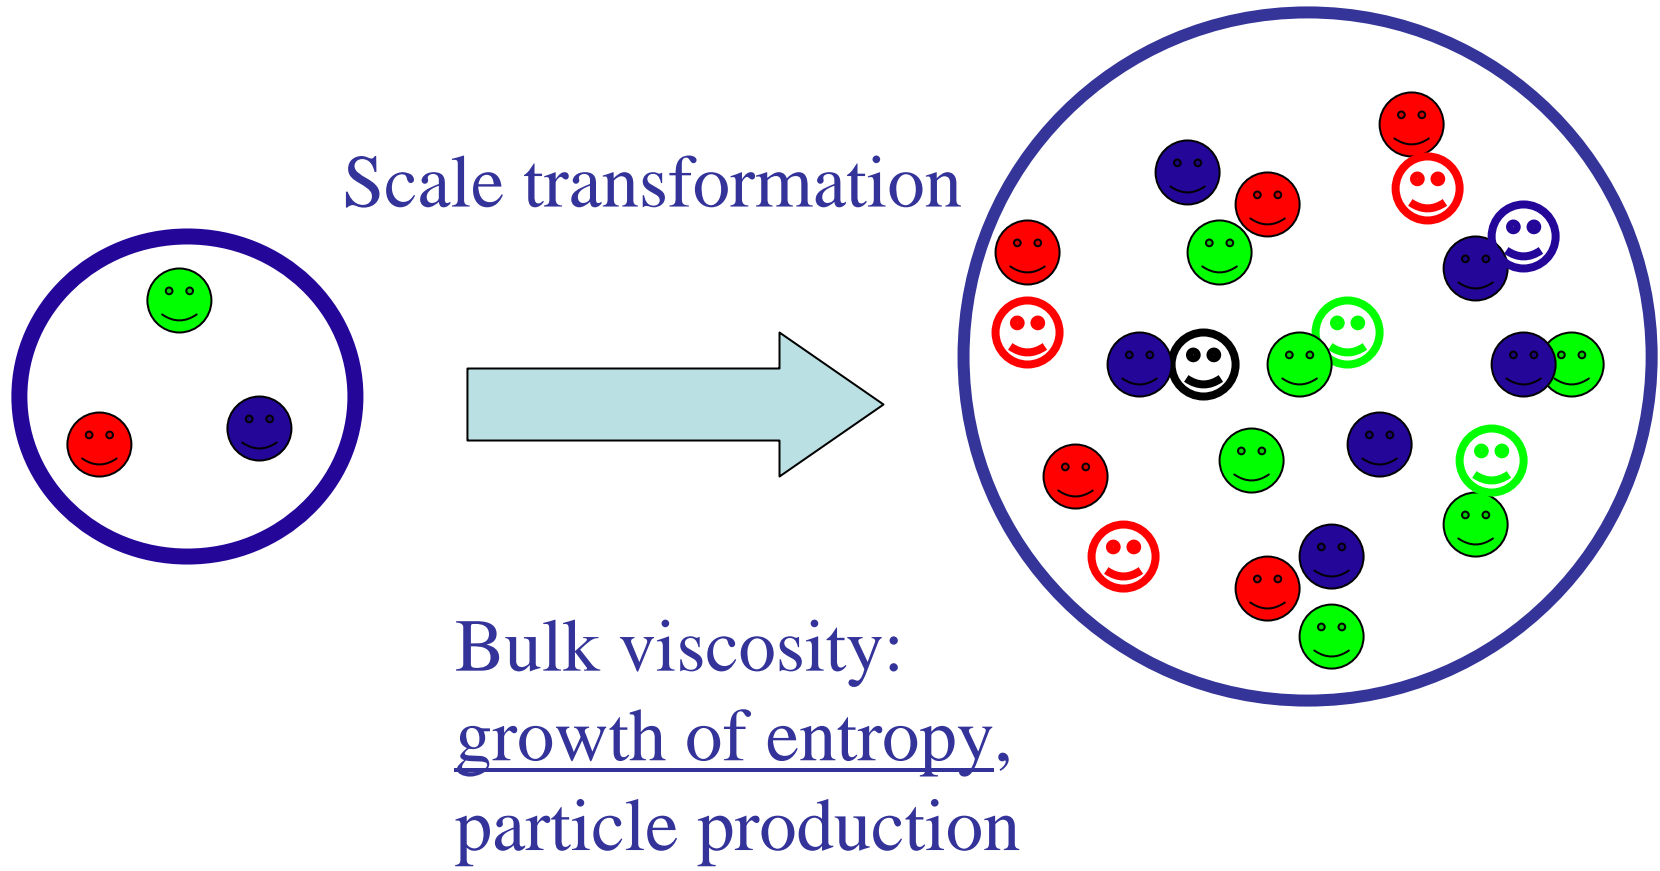 Scale transformation
Bulk viscosity:
growth of entropy,
particle production